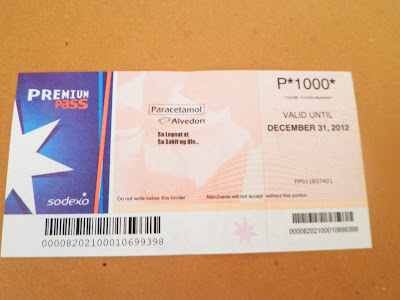 PREMIUM
PASS
sodexo
00008202100010699398
Paracetamol
Alvedon
Sa Lagnat at
Sa Sakit ng Ulo...
Do not write below this border
Merchants will not accept without this portion
P*1000*
VALID UNTIL
DECEMBER 31, 2012
PP011857401
00008202100010699398